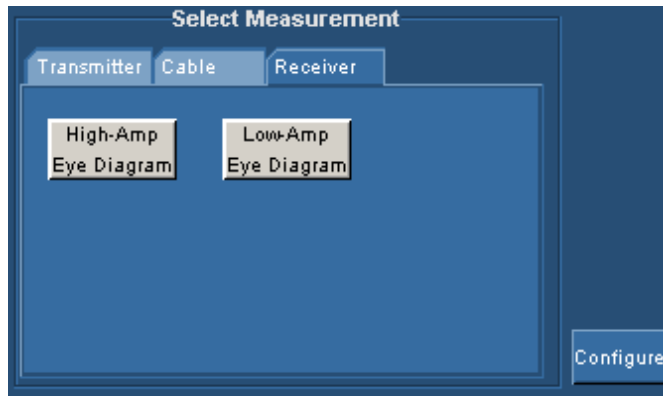 Select Measurement
Transmitter Cable Receiver
High-Amp Low-Amp
Eye Diagram Eye Diagram
Configure